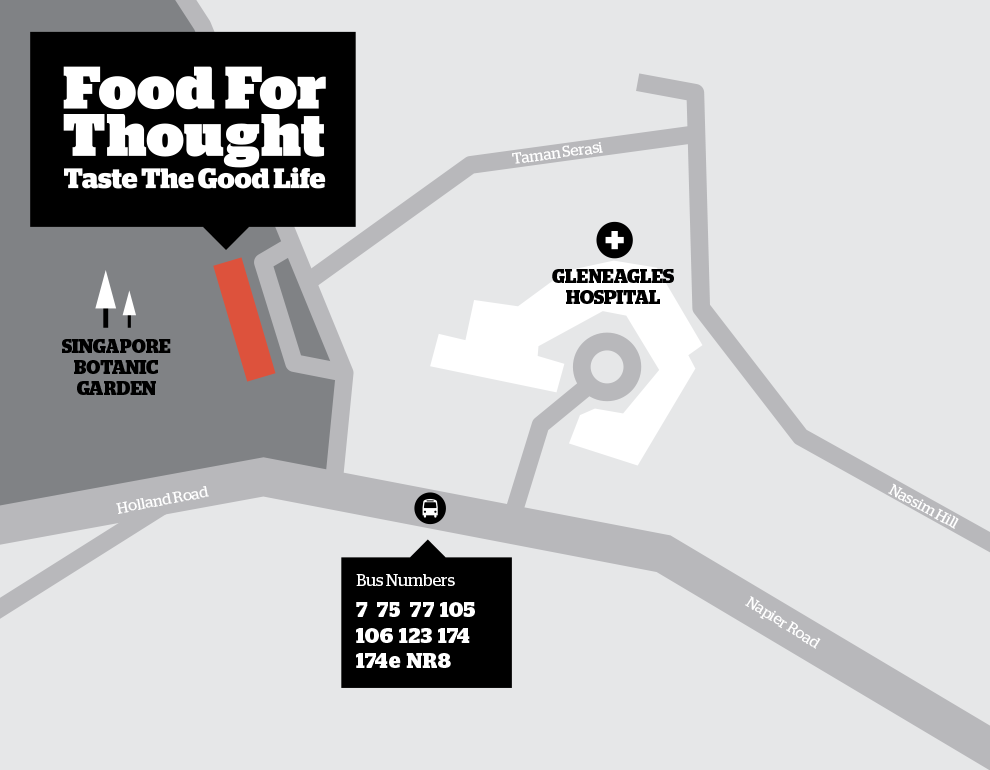 Food For
Thought
Taste The Good Life
Taman Serasi
GLENEAGLES
HOSPITAL
SINGAPORE
BOTANIC
GARDEN
Holland Road
Nassim Hill
Bus Numbers
7 75 77 105
106 123 174
174e NR8
Napier Road